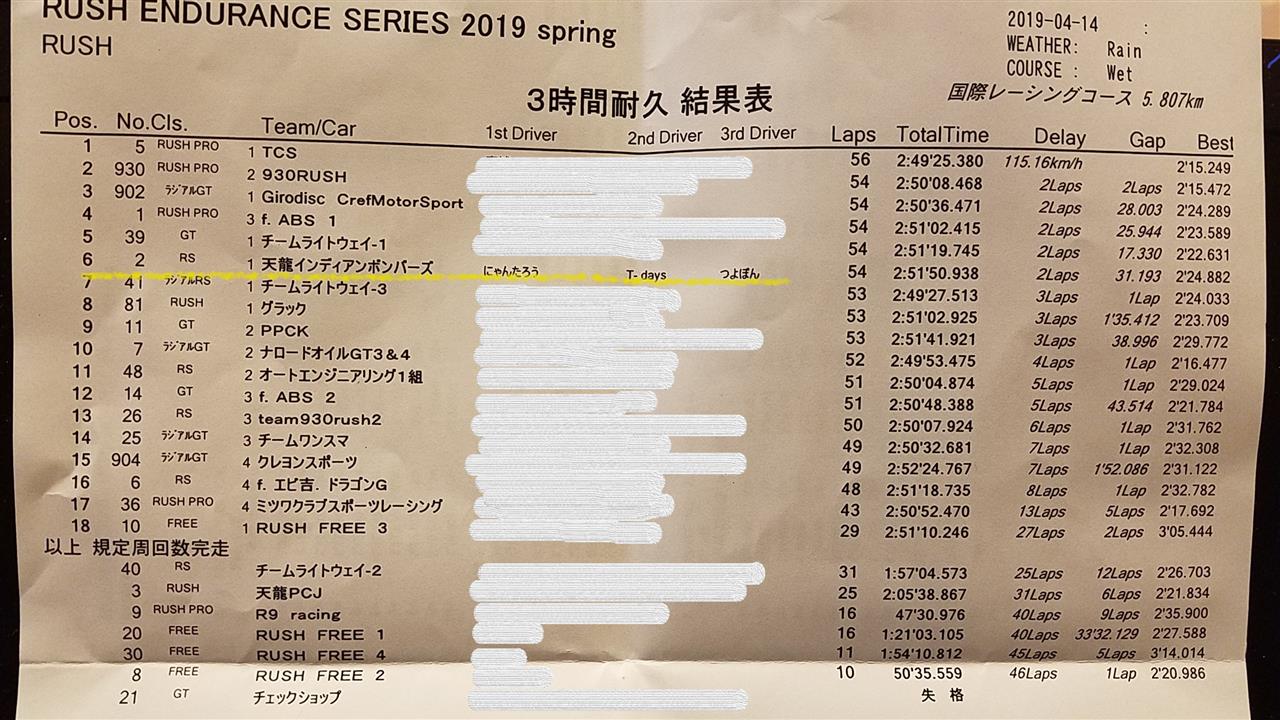 RUSH ENDURANCE SERIES 2019 spring
RUSH
2019-04-14 :
WEATHER: Rain
COURSE : Wet
3時間耐久 結果表
国際レーシングコース 5.807km
Pos. No. Cls. Team/Car 1st Driver 2nd Driver 3rd Driver Laps TotalTime Delay Gap Best
1 5 RUSH PRO 1 TCS 56 2:49'25.380 115.16km/h 2'15.249
2 930 RUSH PRO 2 930RUSH 54 2:50'08.468 2Laps 2Laps 2'15.472
3 902 ラジアルGT 1 Girodisc CrefMotorSport 54 2:50'36.471 2Laps 28.003 2'24.289
4 1 RUSH PRO 3 f. ABS 1 54 2:51'02.415 2Laps 25.944 2'23.589
5 39 GT 1 チームライトウェイ-1 54 2:51'19.745 2Laps 17.330 2'22.631
6 2 RS 1 天龍インディアンボンバーズ にゃんたろう T- days つよぽん 54 2:51'50.938 2Laps 31.193 2'24.882
7 41 ラジアルRS 1 チームライトウェイ-3 53 2:49'27.513 3Laps 1Lap 2'24.033
8 81 RUSH 1 グラック 53 2:51'02.925 3Laps 1'35.412 2'23.709
9 11 GT 2 PPCK 53 2:51'41.921 3Laps 38.996 2'29.772
10 7 ラジアルGT 2 ナロードオイルGT3&4 52 2:49'53.475 4Laps 1Lap 2'16.477
11 48 RS 2 オートエンジニアリング1組 51 2:50'04.874 5Laps 1Lap 2'29.024
12 14 GT 3 f. ABS 2 51 2:50'48.388 5Laps 43.514 2'21.784
13 26 RS 3 team930rush2 50 2:50'07.924 6Laps 1Lap 2'31.762
14 25 ラジアルGT 3 チームワンスマ 49 2:50'32.681 7Laps 1Lap 2'32.308
15 904 ラジアルGT 4 クレヨンスポーツ 49 2:52'24.767 7Laps 1'52.086 2'31.122
16 6 RS 4 f. エビ吉. ドラゴンG 48 2:51'18.735 8Laps 1Lap 2'32.782
17 36 RUSH PRO 4 ミツワクラブスポーツレーシング 43 2:50'52.470 13Laps 5Laps 2'17.692
18 10 FREE 1 RUSH FREE 3 29 2:51'10.246 27Laps 2Laps 3'05.444
以上 規定周回数完走
40 RS チームライトウェイ-2 31 1:57'04.573 25Laps 12Laps 2'26.703
3 RUSH 天龍PCJ 25 2:05'38.867 31Laps 6Laps 2'21.834
9 RUSH PRO R9 racing 16 47'30.976 40Laps 9Laps 2'35.900
20 FREE RUSH FREE 1 16 1:21'03.105 40Laps 33'32.129 2'27.588
30 FREE RUSH FREE 4 11 1:54'10.812 45Laps 5Laps 3'14.014
8 FREE RUSH FREE 2 10 50'35.559 46Laps 1Lap 2'20.986
21 GT チェックショップ 失 格